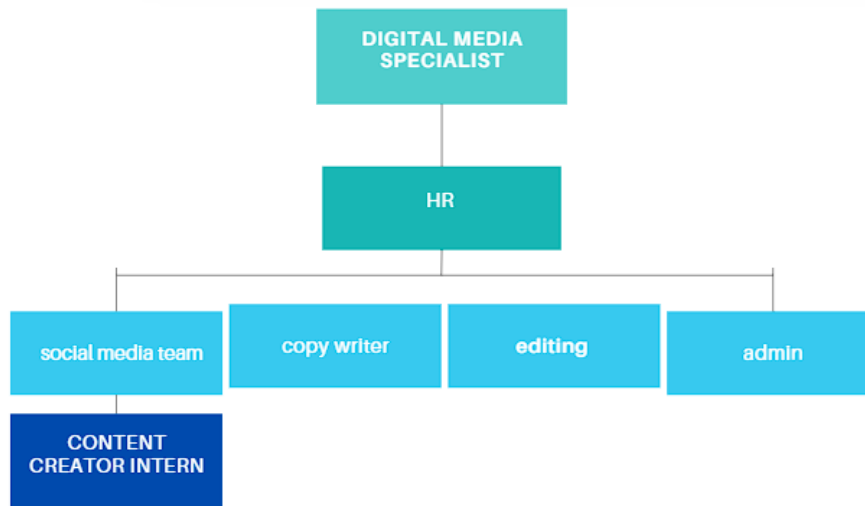 DIGITAL MEDIA
SPECIALIST
HR
social media team
copy writer
editing
admin
CONTENT
CREATOR INTERN